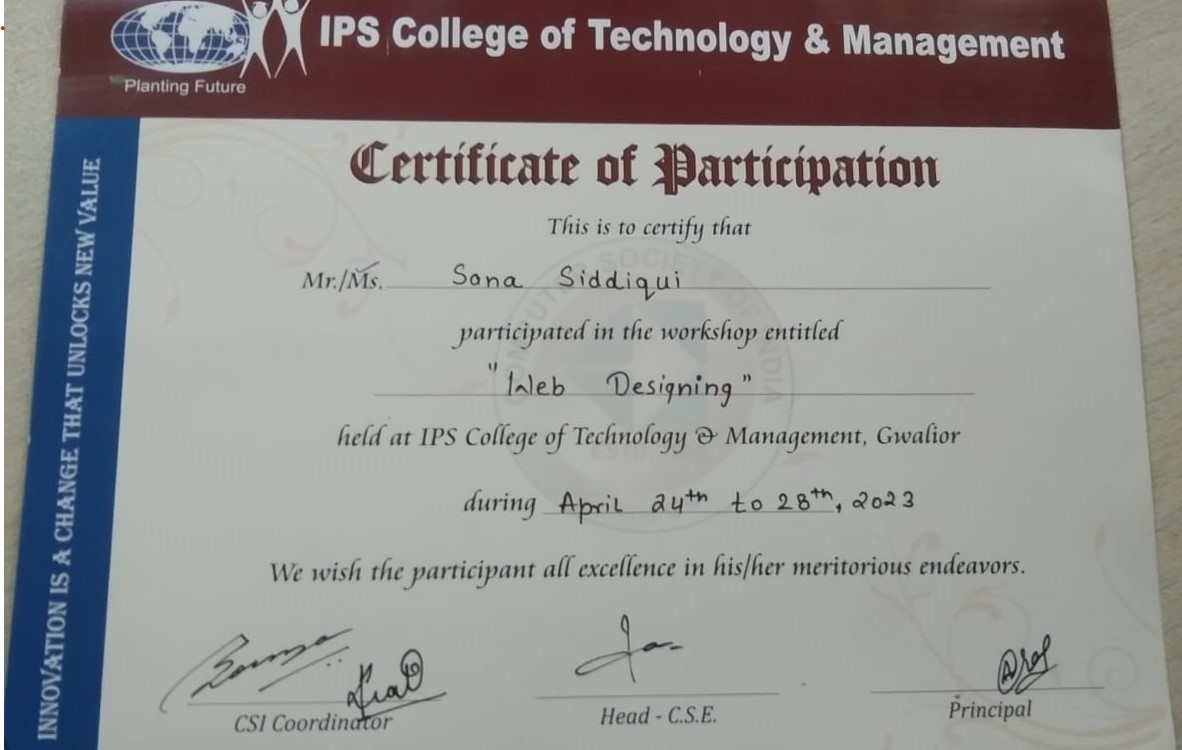 IPS College of Technology & Management
Planting Future
INNOVATION IS A CHANGE THAT UNLOCKS NEW VALUE
Certificate of Participation
This is to certify that
Mr./Ms. Sana Siddiqui
participated in the workshop entitled
"Web Designing"
held at IPS College of Technology & Management, Gwalior
during April 24th to 28th, 2023
We wish the participant all excellence in his/her meritorious endeavors.
CSI Coordinator
Head - C.S.E.
Principal